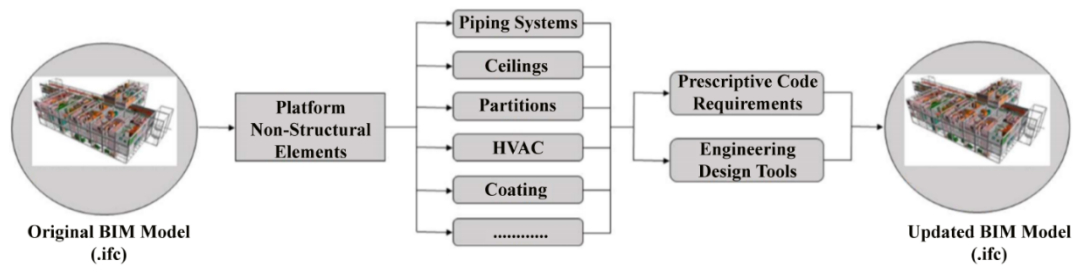 Original BIM Model
(.ifc)
Platform
Non-Structural
Elements
Piping Systems
Ceilings
Partitions
HVAC
Coating
............
Prescriptive Code
Requirements
Engineering
Design Tools
Updated BIM Model
(.ifc)